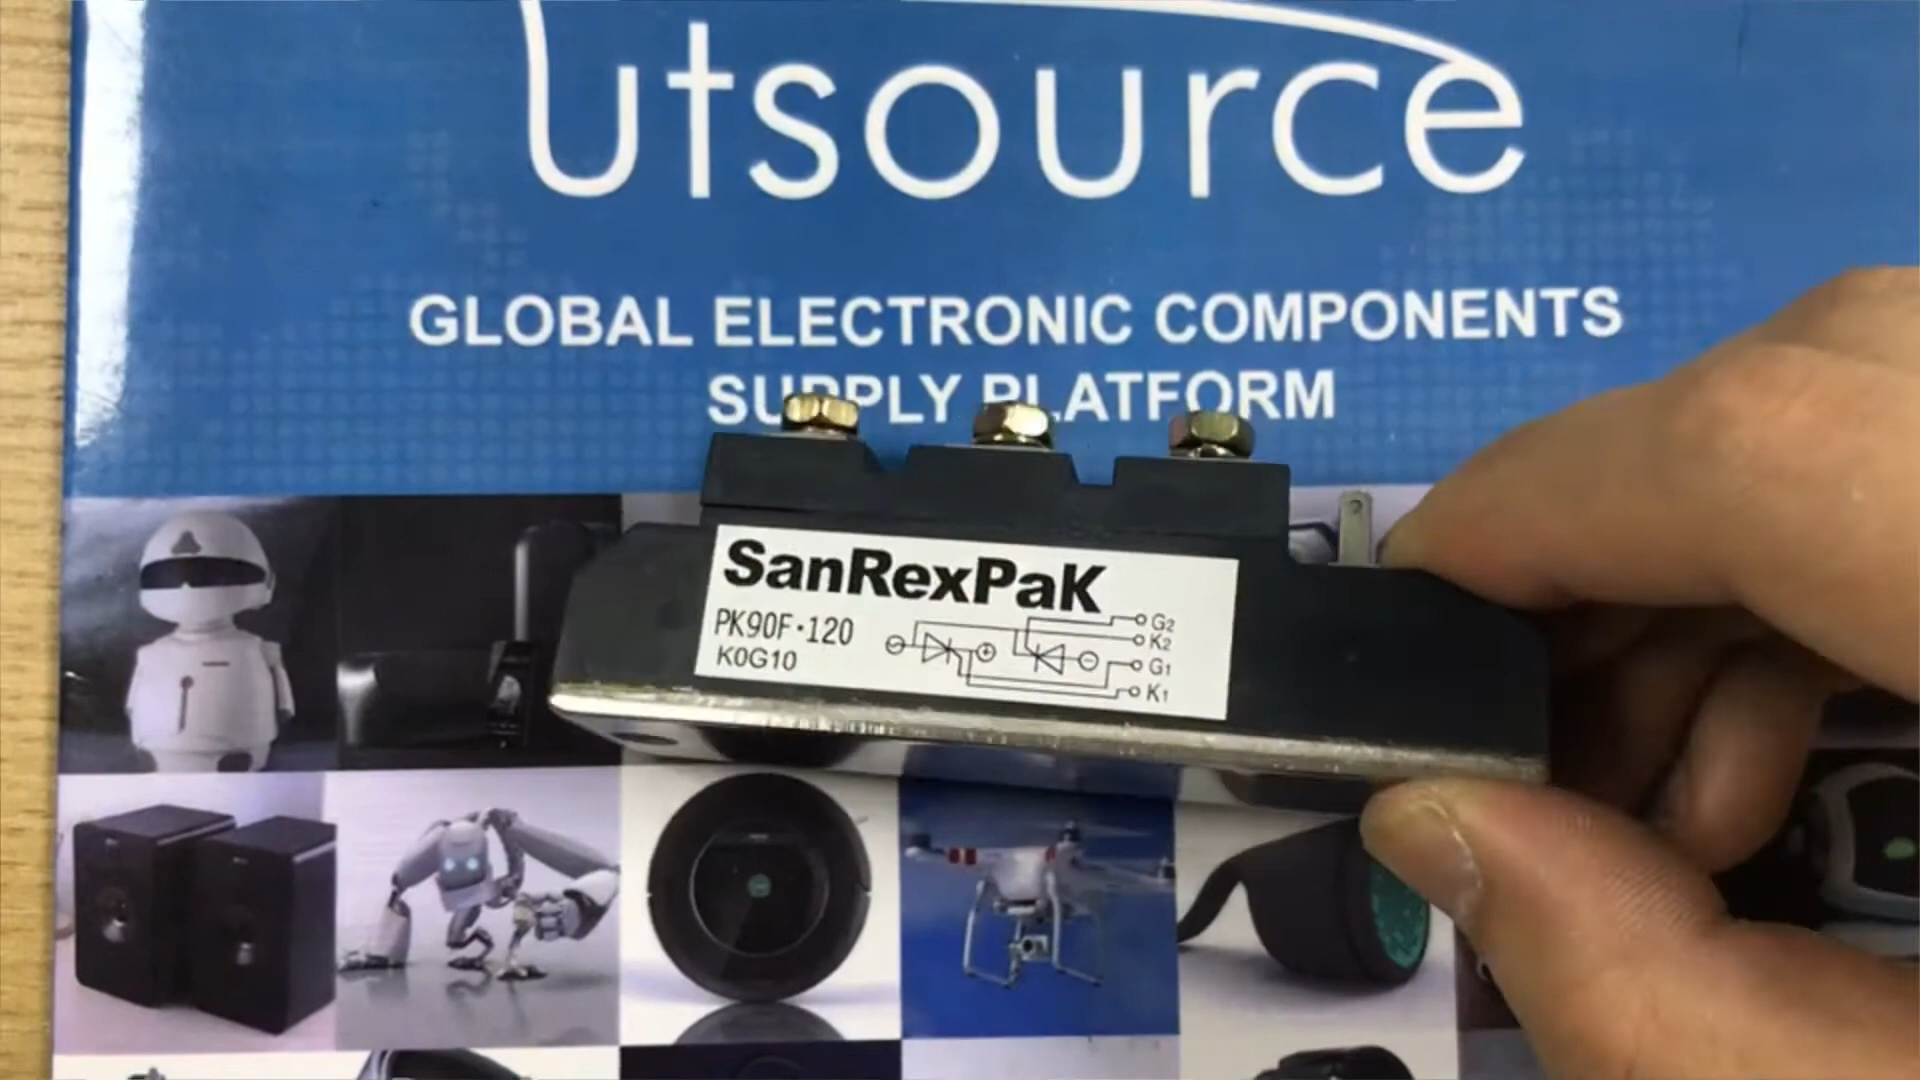 Utsource
GLOBAL ELECTRONIC COMPONENTS
SUPPLY PLATFORM
SanRexPaK
PK90F·120
K0G10
G2
K2
G1
K1